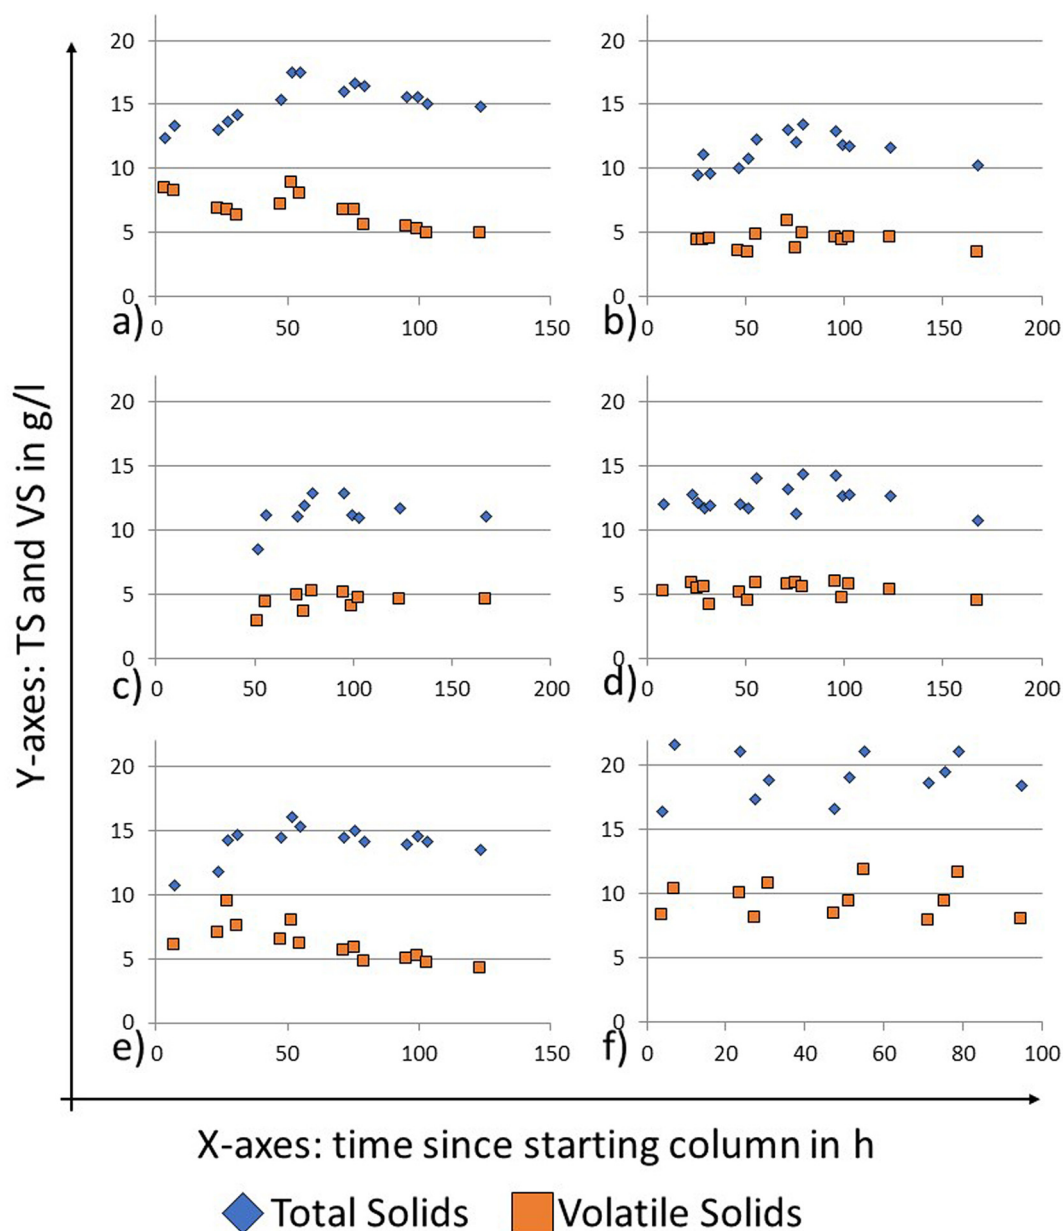 20 20
15 15
10 10
5 5
0 0
a) 0 50 100 150 b) 0 50 100 150 200
20 20
15 15
10 10
5 5
0 0
c) 0 50 100 150 200 d) 0 50 100 150 200
20 20
15 15
10 10
5 5
0 0
e) 0 50 100 150 f) 0 20 40 60 80 100
Y-axes: TS and VS in g/l
X-axes: time since starting column in h
Total Solids Volatile Solids